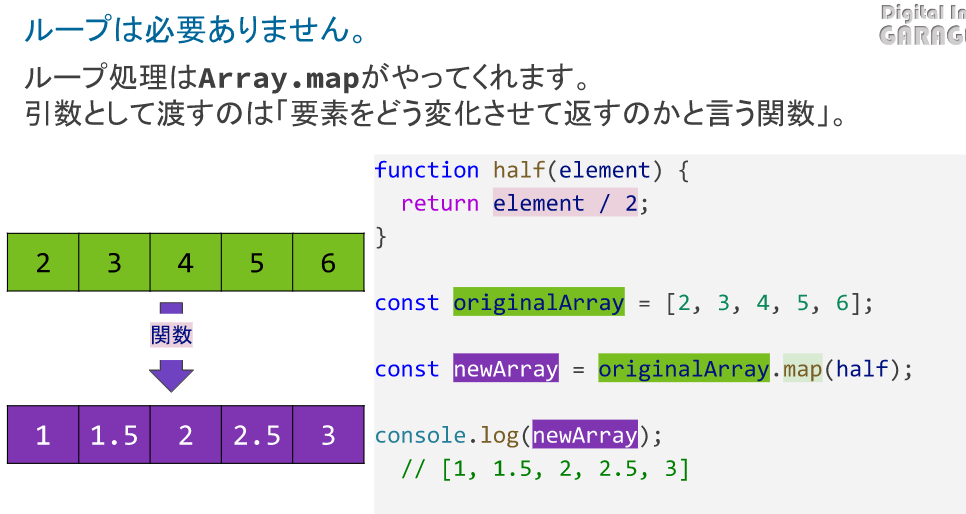 ループは必要ありません。
Digital In
GARAG
ループ処理はArray.mapがやってくれます。
引数として渡すのは「要素をどう変化させて返すのかと言う関数」。
2 3 4 5 6
関数
1 1.5 2 2.5 3
function half(element) {
return element / 2;
}
const originalArray = [2, 3, 4, 5, 6];
const newArray = originalArray.map(half);
console.log(newArray);
// [1, 1.5, 2, 2.5, 3]